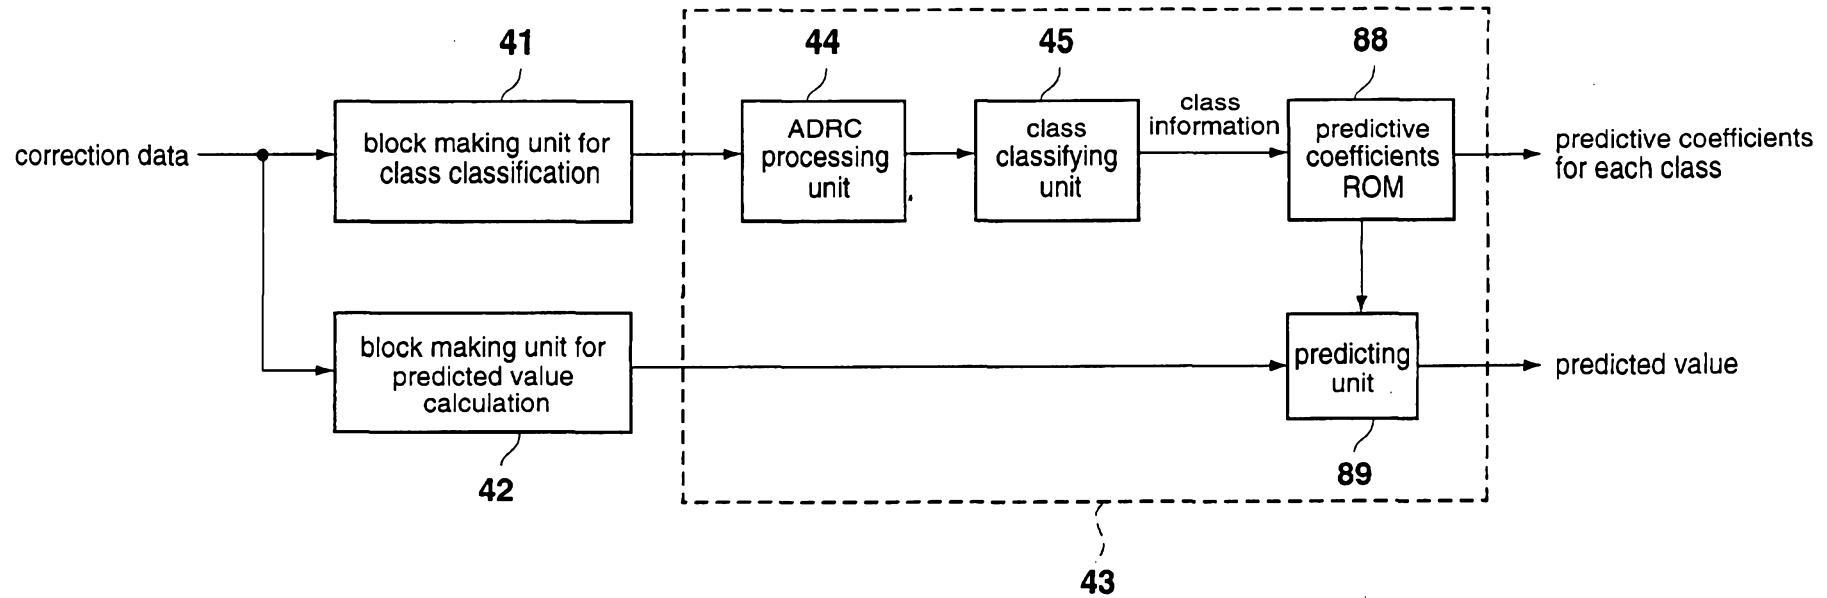 41
44
45
88
correction data
block making unit for
class classification
ADRC
processing
unit
class
classifying
unit
class
information
predictive
coefficients
ROM
predictive coefficients
for each class
block making unit for
predicted value
calculation
predicting
unit
predicted value
42
89
43